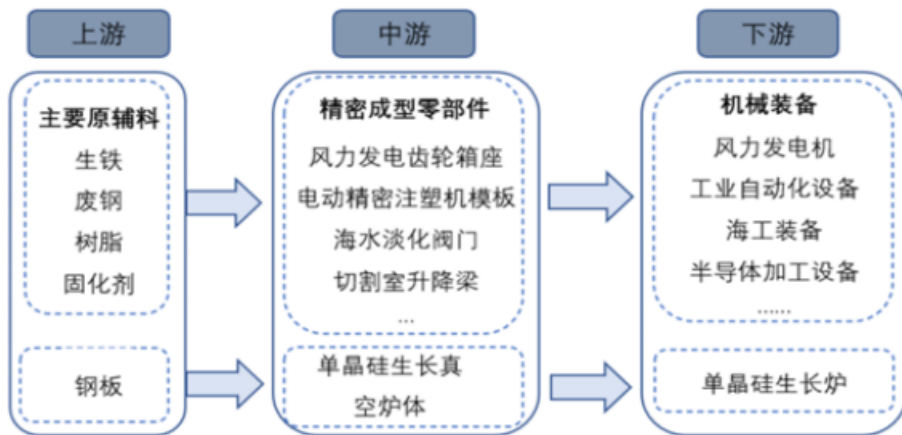 上游
中游
下游
主要原辅料
生铁
废钢
树脂
固化剂
钢板
精密成型零部件
风力发电齿轮箱座
电动精密注塑机模板
海水淡化阀门
切割室升降梁
...
单晶硅生长真
空炉体
机械装备
风力发电机
工业自动化设备
海工装备
半导体加工设备
......
单晶硅生长炉